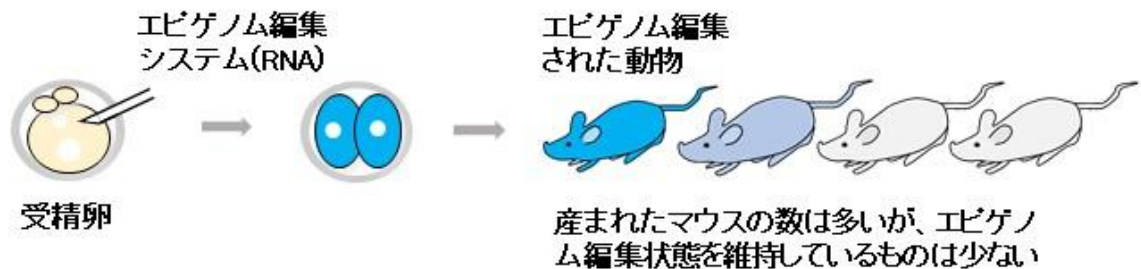 エピゲノム編集
システム(RNA)
エピゲノム編集
された動物
受精卵
産まれたマウスの数は多いが、エピゲノ
ム編集状態を維持しているものは少ない